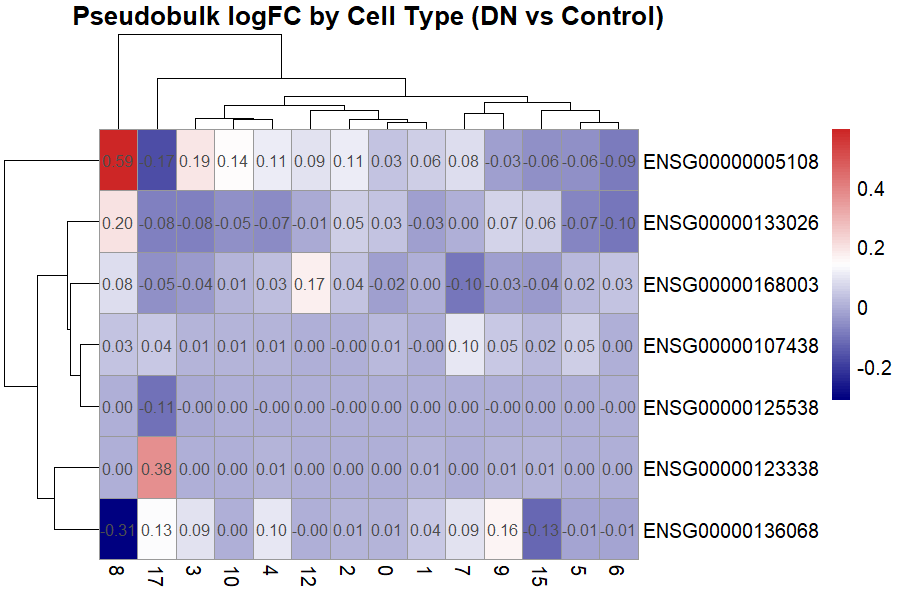 Pseudobulk logFC by Cell Type (DN vs Control)
0.59 -0.17 0.19 0.14 0.11 0.09 0.11 0.03 0.06 0.08 -0.03 -0.06 -0.06 -0.09 ENSG00000005108
0.20 -0.08 -0.08 -0.05 -0.07 -0.01 0.05 0.03 -0.03 0.00 0.07 0.06 -0.07 -0.10 ENSG00000133026
0.08 -0.05 -0.04 0.01 0.03 0.17 0.04 -0.02 0.00 -0.10 -0.03 -0.04 0.02 0.03 ENSG00000168003
0.03 0.04 0.01 0.01 0.01 0.00 -0.00 0.01 -0.00 0.10 0.05 0.02 0.05 0.00 ENSG00000107438
0.00 -0.11 -0.00 0.00 -0.00 0.00 -0.00 0.00 0.00 0.00 -0.00 0.00 0.00 -0.00 ENSG00000125538
0.00 0.38 0.00 0.00 0.01 0.00 0.00 0.00 0.01 0.00 0.01 0.01 0.00 0.00 ENSG00000123338
-0.31 0.13 0.09 0.00 0.10 -0.00 0.01 0.01 0.04 0.09 0.16 -0.13 -0.01 -0.01 ENSG00000136068
8 17 3 10 4 12 2 0 1 7 9 15 5 6
0.4
0.2
0
-0.2